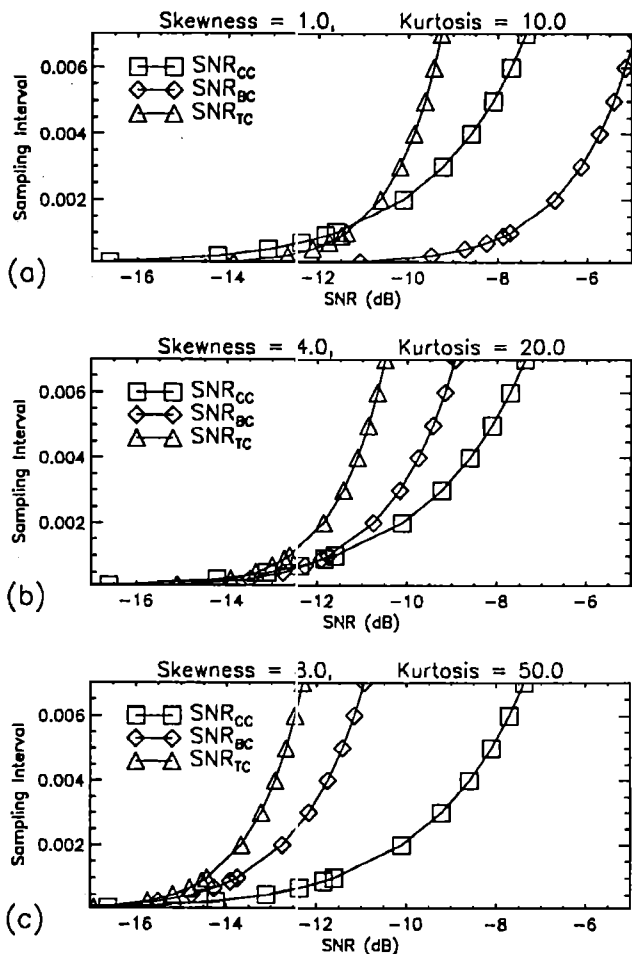 Skewness = 1.0, Kurtosis = 10.0
SNR_CC
SNR_BC
SNR_TC
0.006
0.004
0.002
Sampling Interval
−16 −14 −12 −10 −8 −6
SNR (dB)
(a)
Skewness = 4.0, Kurtosis = 20.0
SNR_CC
SNR_BC
SNR_TC
0.006
0.004
0.002
Sampling Interval
−16 −14 −12 −10 −8 −6
SNR (dB)
(b)
Skewness = 8.0, Kurtosis = 50.0
SNR_CC
SNR_BC
SNR_TC
0.006
0.004
0.002
Sampling Interval
−16 −14 −12 −10 −8 −6
SNR (dB)
(c)